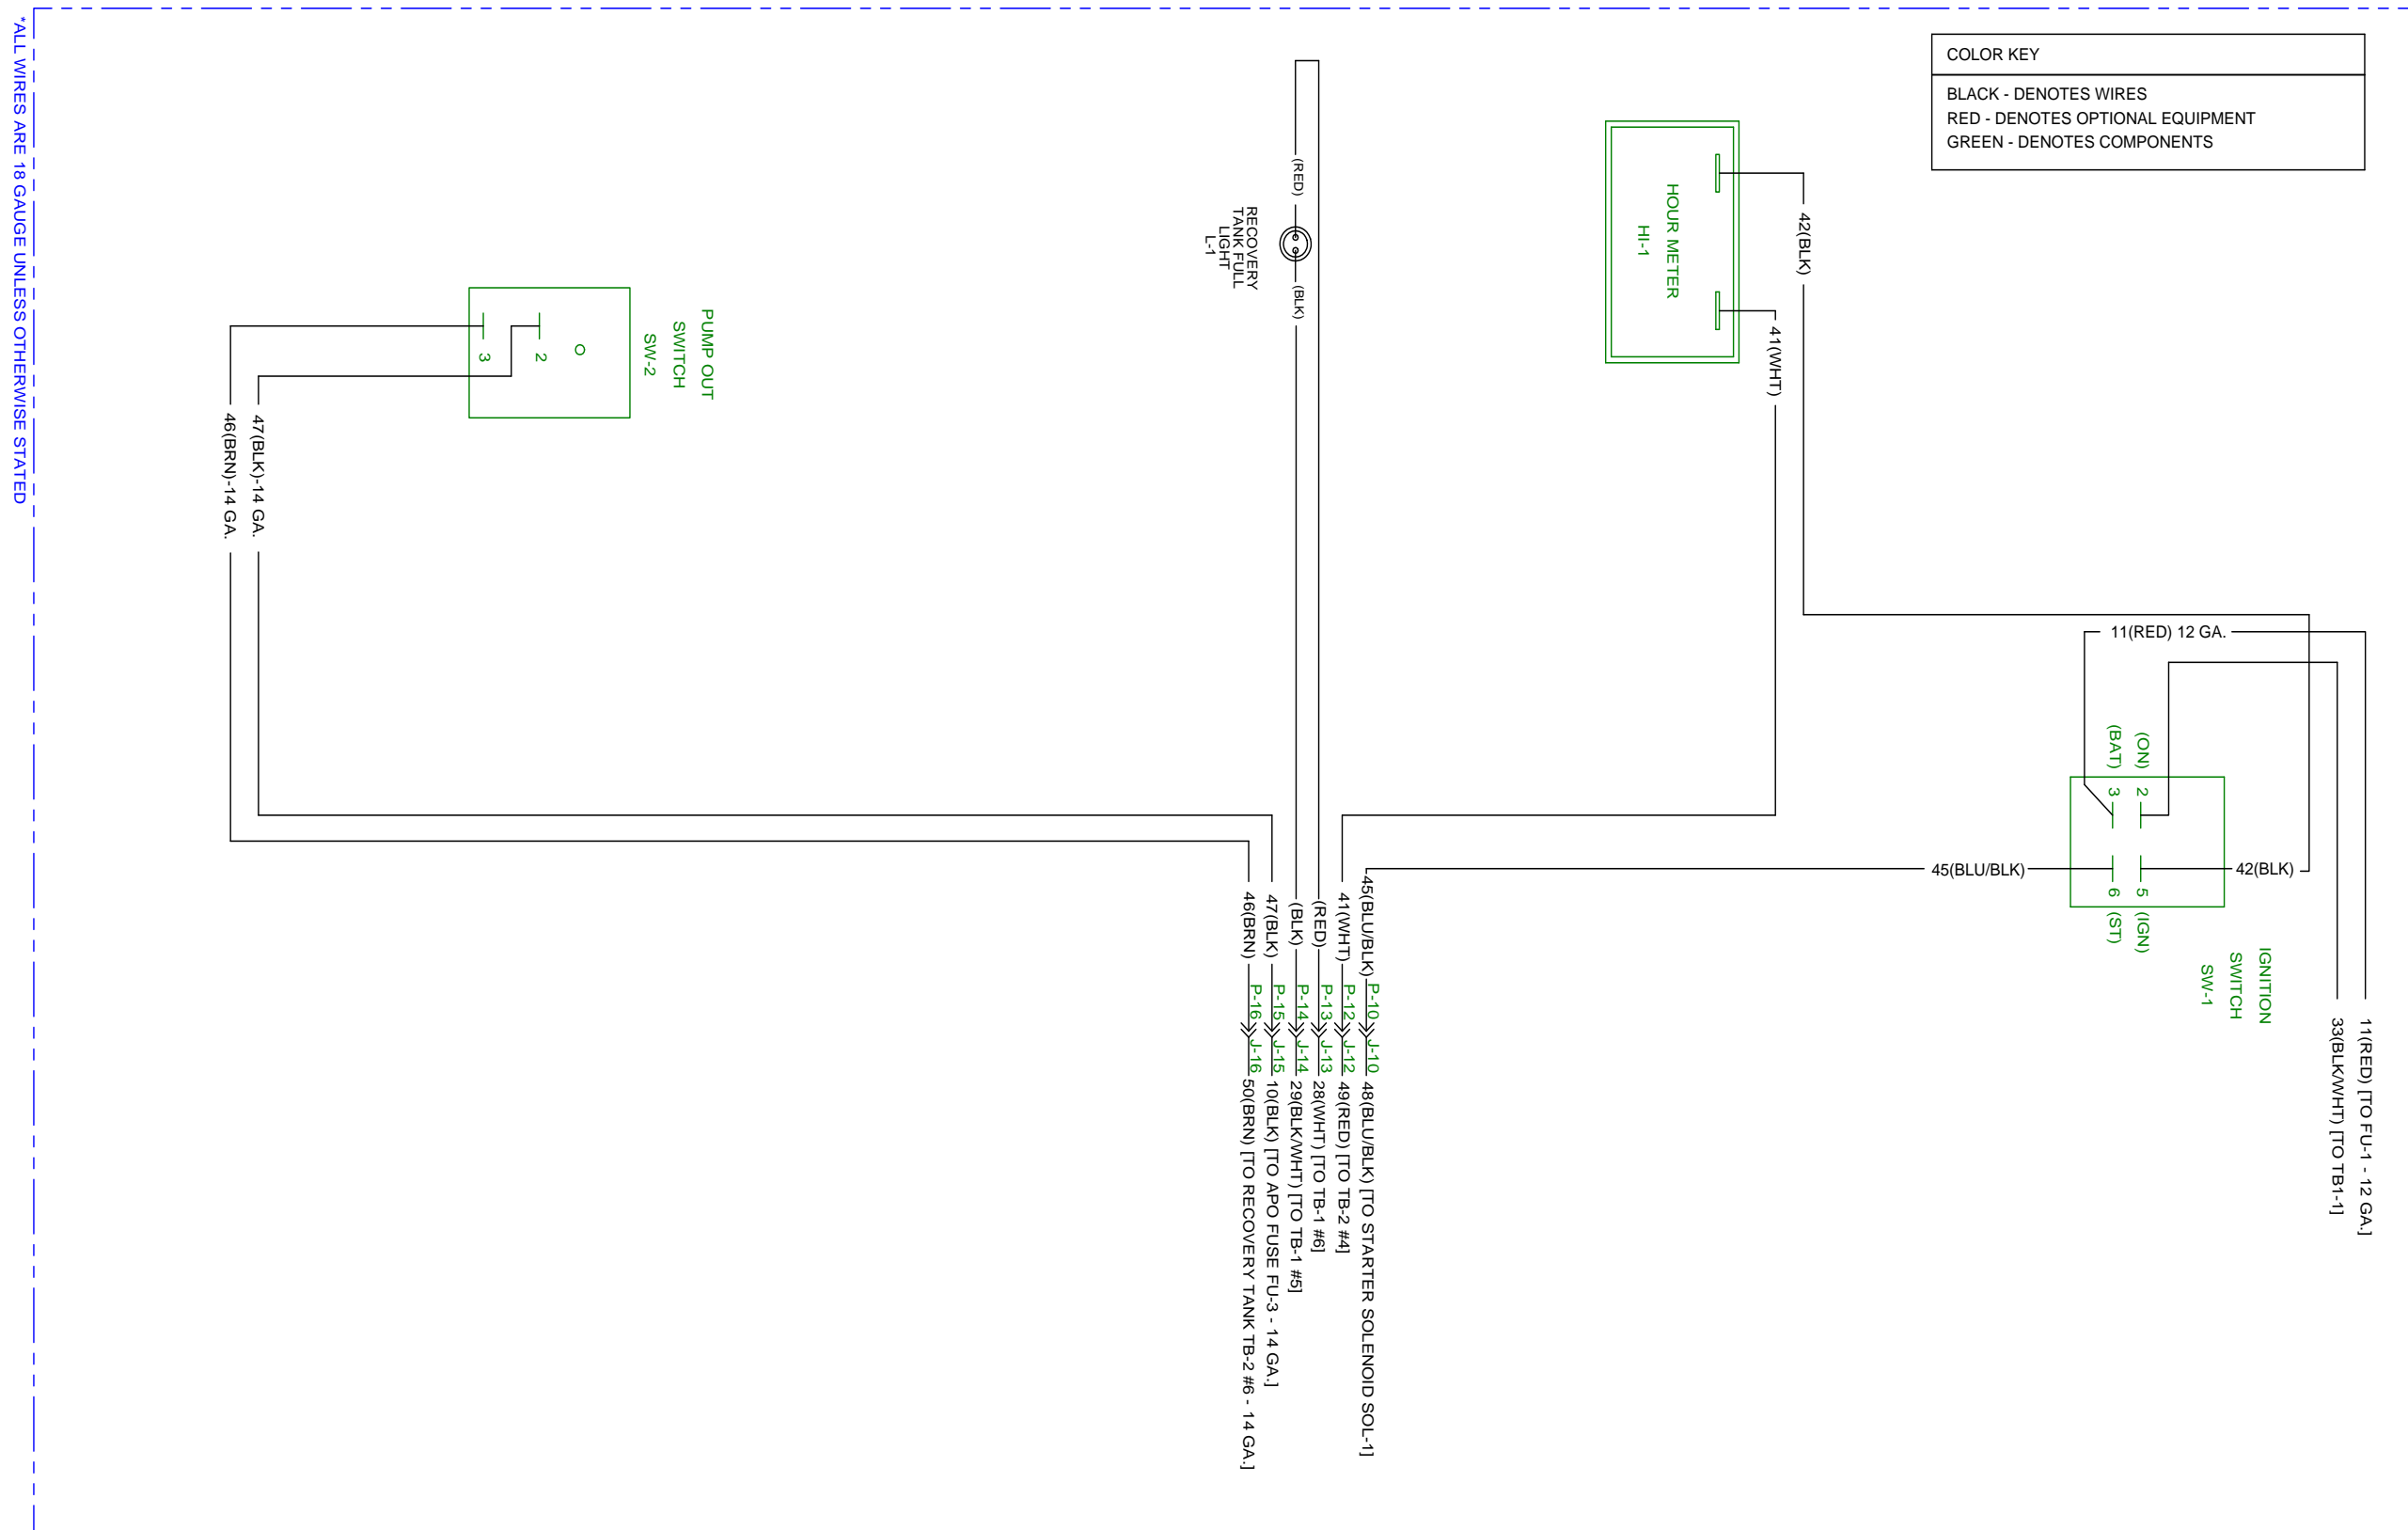 COLOR KEY
BLACK - DENOTES WIRES
RED - DENOTES OPTIONAL EQUIPMENT
GREEN - DENOTES COMPONENTS
*ALL WIRES ARE 18 GAUGE UNLESS OTHERWISE STATED
HOUR METER
HI-1
42(BLK)
41(WHT)
(RED)
(BLK)
RECOVERY
TANK FULL
LIGHT
L-1
PUMP OUT
SWITCH
SW-2
2
3
47(BLK)-14 GA.
46(BRN)-14 GA.
11(RED) 12 GA.
(ON)
(BAT)
2
3
5
6
(IGN)
(ST)
42(BLK)
45(BLU/BLK)
IGNITION
SWITCH
SW-1
11(RED) [TO FU-1 - 12 GA.]
33(BLK/WHT) [TO TB1-1]
45(BLU/BLK) P-10 J-10 48(BLU/BLK) [TO STARTER SOLENOID SOL-1]
41(WHT) P-12 J-12 49(RED) [TO TB-2 #4]
(RED) P-13 J-13 28(WHT) [TO TB-1 #6]
(BLK) P-14 J-14 29(BLK/WHT) [TO TB-1 #5]
47(BLK) P-15 J-15 10(BLK) [TO APO FUSE FU-3 - 14 GA.]
46(BRN) P-16 J-16 50(BRN) [TO RECOVERY TANK TB-2 #6 - 14 GA.]